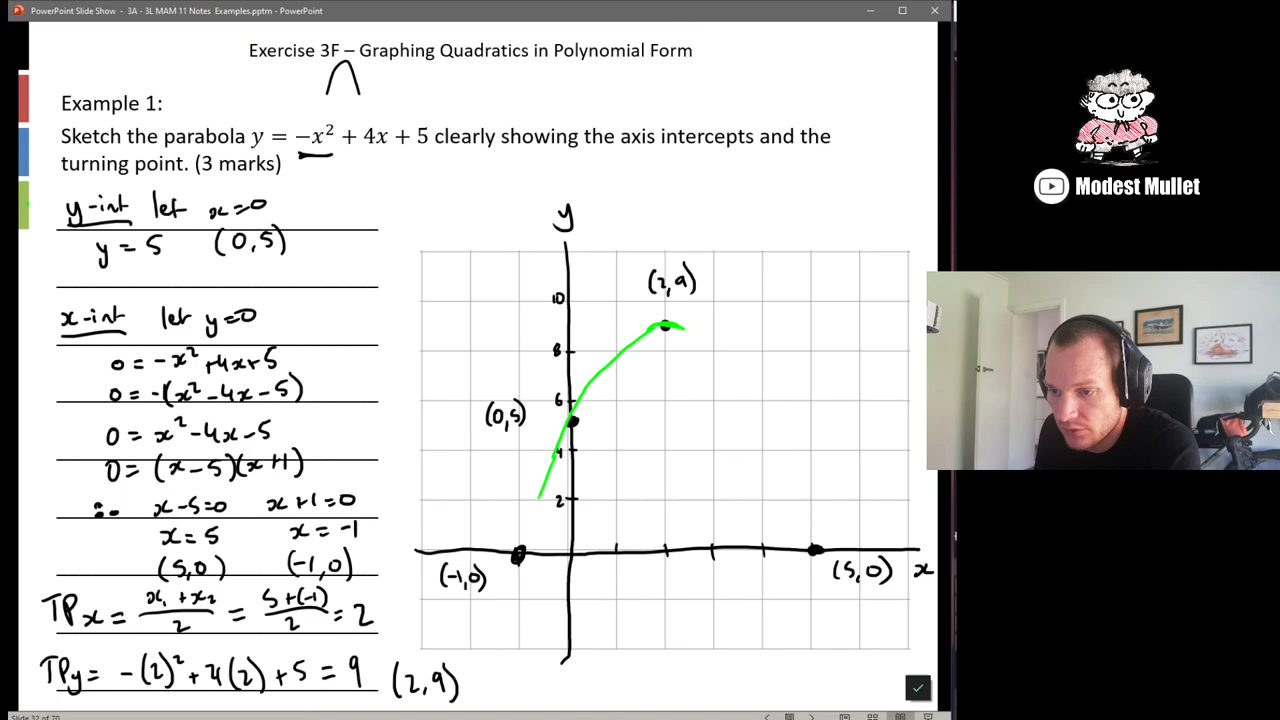 PowerPoint Slide Show - 3A - 3L MAM 11 Notes Examples.pptm - PowerPoint
Exercise 3F – Graphing Quadratics in Polynomial Form
Example 1:
Sketch the parabola y = −x² + 4x + 5 clearly showing the axis intercepts and the
turning point. (3 marks)
y-int let x=0
y = 5 (0,5)
x-int let y=0
0 = -x² +4x+5
0 = -1(x² -4x -5)
0 = x² -4x -5
0 = (x-5)(x+1)
∴ x-5=0 x+1=0
x=5 x=-1
(5,0) (-1,0)
TPx = x₁ + x₂ / 2 = 5+(-1) / 2 = 2
TPy = -(2)² + 4(2) + 5 = 9 (2,9)
y
10
8
6
4
2
(2,9)
(0,5)
(-1,0)
(5,0) x
Modest Mullet
Slide 32 of 70